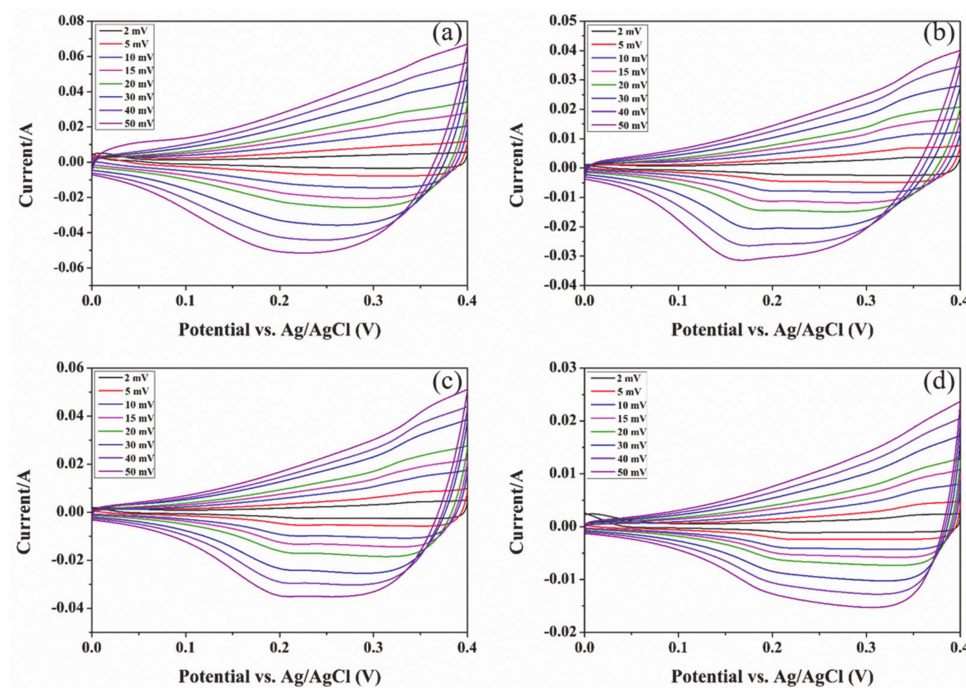 (a)
2 mV
5 mV
10 mV
15 mV
20 mV
30 mV
40 mV
50 mV
0.08
0.06
0.04
0.02
0.00
-0.02
-0.04
-0.06
Current/A
0.0 0.1 0.2 0.3 0.4
Potential vs. Ag/AgCl (V)
(b)
2 mV
5 mV
10 mV
15 mV
20 mV
30 mV
40 mV
50 mV
0.05
0.04
0.03
0.02
0.01
0.00
-0.01
-0.02
-0.03
-0.04
Current/A
0.0 0.1 0.2 0.3 0.4
Potential vs. Ag/AgCl (V)
(c)
2 mV
5 mV
10 mV
15 mV
20 mV
30 mV
40 mV
50 mV
0.06
0.04
0.02
0.00
-0.02
-0.04
Current/A
0.0 0.1 0.2 0.3 0.4
Potential vs. Ag/AgCl (V)
(d)
2 mV
5 mV
10 mV
15 mV
20 mV
30 mV
40 mV
50 mV
0.03
0.02
0.01
0.00
-0.01
-0.02
Current/A
0.0 0.1 0.2 0.3 0.4
Potential vs. Ag/AgCl (V)